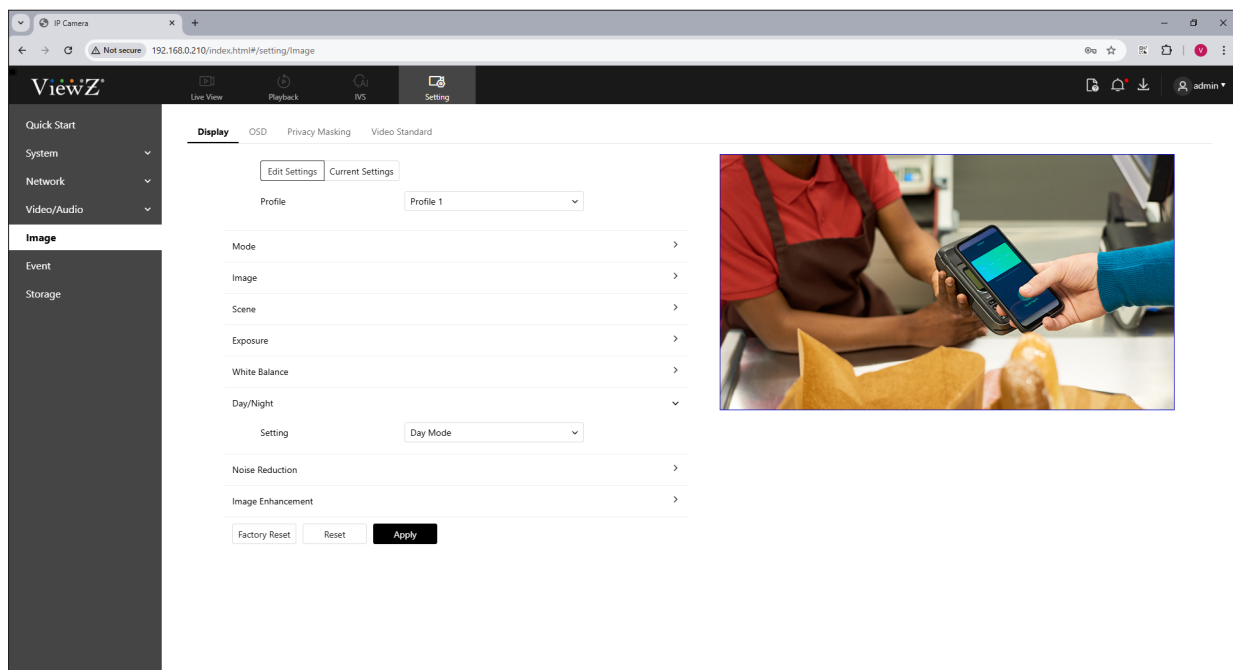 IP Camera
Not secure 192.168.0.210/index.html#/setting/Image
V
ViewZ
Live View Playback IVS Setting
AI
admin
Quick Start
System
Network
Video/Audio
Image
Event
Storage
Display OSD Privacy Masking Video Standard
Edit Settings Current Settings
Profile Profile 1
Mode
Image
Scene
Exposure
White Balance
Day/Night
Setting Day Mode
Noise Reduction
Image Enhancement
Factory Reset Reset Apply